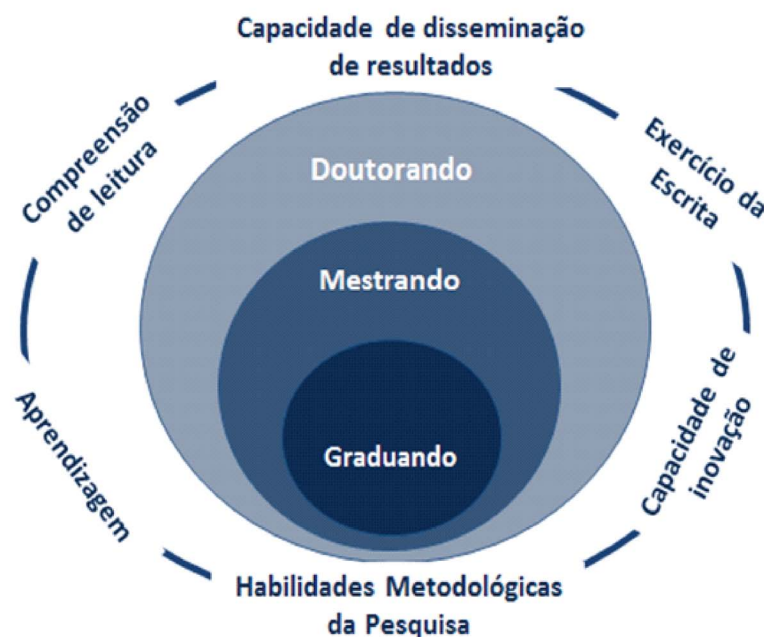 Capacidade de disseminação
de resultados
Compreensão
de leitura
Exercício da
Escrita
Doutorando
Mestrando
Graduando
Aprendizagem
Capacidade de
inovação
Habilidades Metodológicas
da Pesquisa